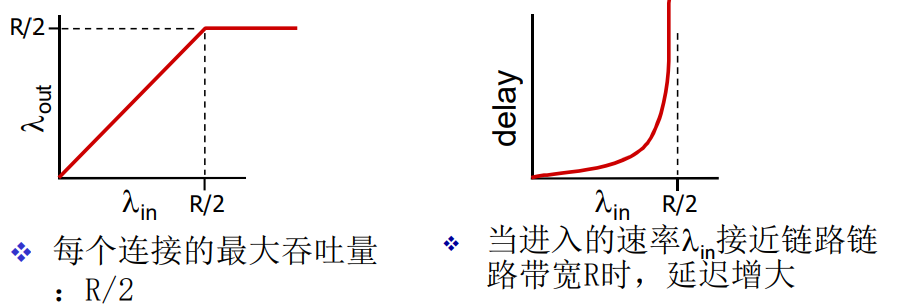 R/2
λout
λin R/2
每个连接的最大吞吐量
：R/2
delay
λin R/2
当进入的速率λin接近链路链
路带宽R时，延迟增大